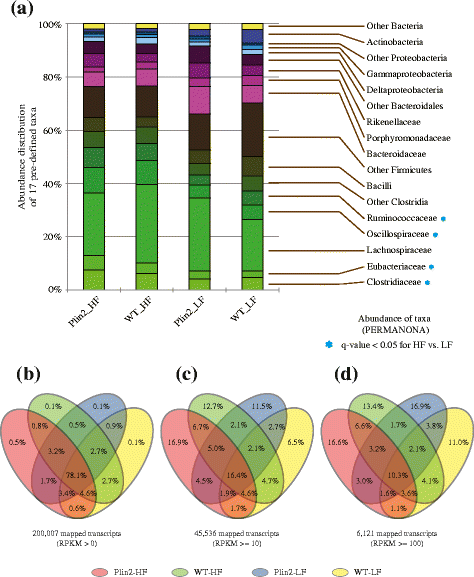 (a)
100%
80%
60%
40%
20%
0%
Abundance distribution
of 17 pre-defined taxa
Plin2_HF
WT_HF
Plin2_LF
WT_LF
Other Bacteria
Actinobacteria
Other Proteobacteria
Gammaproteobacteria
Deltaproteobacteria
Other Bacteroidales
Rikenellaceae
Porphyromonadaceae
Bacteroidaceae
Other Firmicutes
Bacilli
Other Clostridia
Ruminococcaceae *
Oscillospiraceae *
Lachnospiraceae
Eubacteriaceae *
Clostridiaceae *
Abundance of taxa
(PERMANONA)
* q-value < 0.05 for HF vs. LF
(b)
0.1% 0.1%
0.5% 0.8% 0.5% 0.9% 0.1%
3.2% 2.7%
78.1%
1.7% 2.7%
3.4% 4.6%
0.6%
200,007 mapped transcripts
(RPKM > 0)
(c)
12.7% 11.5%
16.9% 6.7% 2.1% 2.7% 6.5%
5.0% 2.1%
16.4%
4.5% 4.7%
1.9% 4.6%
1.7%
45,536 mapped transcripts
(RPKM >= 10)
(d)
13.4% 16.9%
16.6% 6.6% 1.7% 3.8% 11.0%
3.2% 2.1%
10.3%
3.0% 4.1%
1.6% 3.6%
1.1%
6,121 mapped transcripts
(RPKM >= 100)
Plin2-HF WT-HF Plin2-LF WT-LF